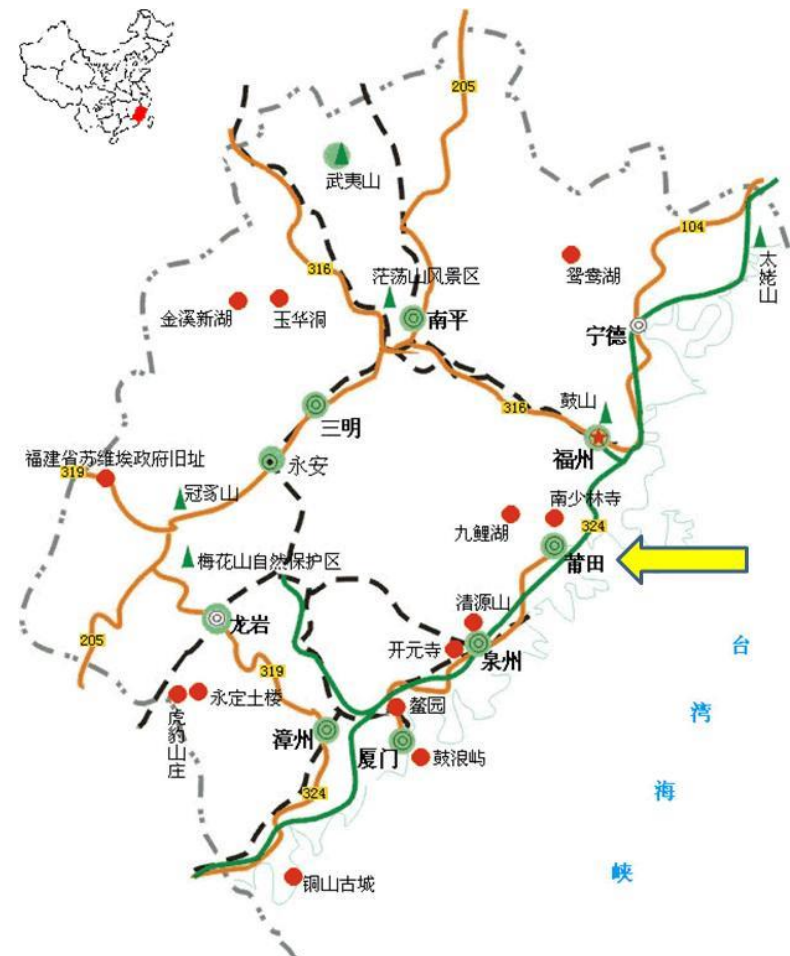 205
武夷山
104
鸳鸯湖
太姥山
316
茫荡山风景区
金溪新湖
玉华洞
南平
宁德
三明
316
鼓山
福州
福建省苏维埃政府旧址
319
永安
冠豸山
南少林寺
九鲤湖
324
莆田
梅花山自然保护区
清源山
龙岩
205
开元寺
泉州
台湾海峡
319
永定土楼
虎豹山庄
鳌园
漳州
厦门
鼓浪屿
324
铜山古城